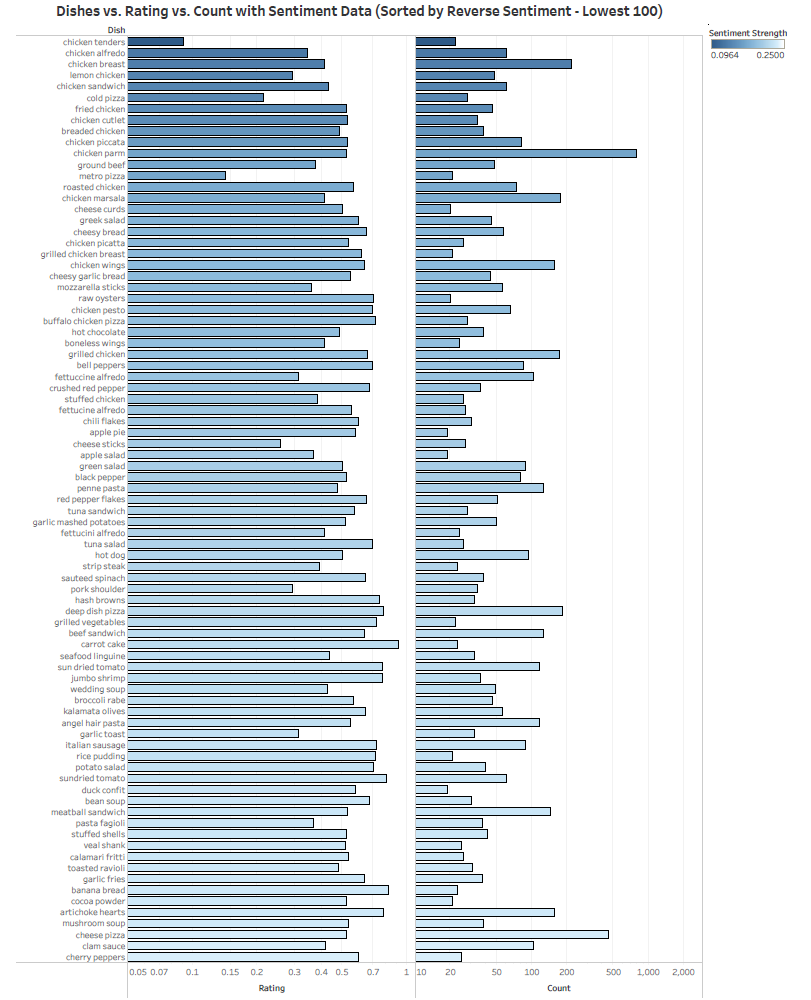 Dishes vs. Rating vs. Count with Sentiment Data (Sorted by Reverse Sentiment - Lowest 100)
Dish
Sentiment Strength
0.0964 0.2500
chicken tenders
chicken alfredo
chicken breast
lemon chicken
chicken sandwich
cold pizza
fried chicken
chicken cutlet
breaded chicken
chicken piccata
chicken parm
ground beef
metro pizza
roasted chicken
chicken marsala
cheese curds
greek salad
cheesy bread
chicken picatta
grilled chicken breast
chicken wings
cheesy garlic bread
mozzarella sticks
raw oysters
chicken pesto
buffalo chicken pizza
hot chocolate
boneless wings
grilled chicken
bell peppers
fettuccine alfredo
crushed red pepper
stuffed chicken
fettucine alfredo
chili flakes
apple pie
cheese sticks
apple salad
green salad
black pepper
penne pasta
red pepper flakes
tuna sandwich
garlic mashed potatoes
fettucini alfredo
tuna salad
hot dog
strip steak
sauteed spinach
pork shoulder
hash browns
deep dish pizza
grilled vegetables
beef sandwich
carrot cake
seafood linguine
sun dried tomato
jumbo shrimp
wedding soup
broccoli rabe
kalamata olives
angel hair pasta
garlic toast
italian sausage
rice pudding
potato salad
sundried tomato
duck confit
bean soup
meatball sandwich
pasta fagioli
stuffed shells
veal shank
calamari fritti
toasted ravioli
garlic fries
banana bread
cocoa powder
artichoke hearts
mushroom soup
cheese pizza
clam sauce
cherry peppers
0.05 0.07 0.1 0.15 0.2 0.3 0.4 0.5 0.7 1 10 20 50 100 200 500 1,000 2,000
Rating Count